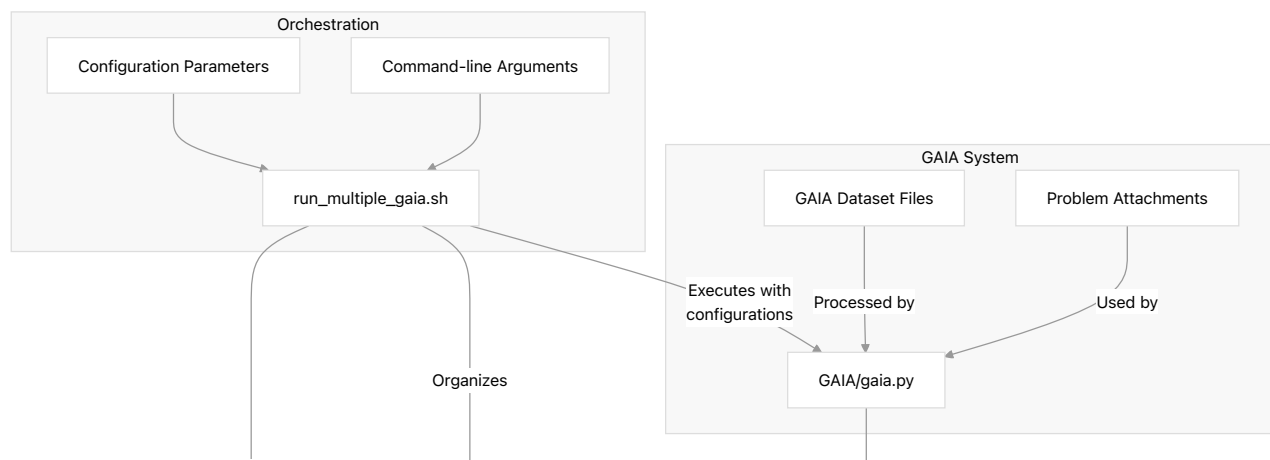 Orchestration
Configuration Parameters
Command-line Arguments
run_multiple_gaia.sh
GAIA System
GAIA Dataset Files
Problem Attachments
Executes with
configurations
Processed by
Used by
GAIA/gaia.py
Organizes